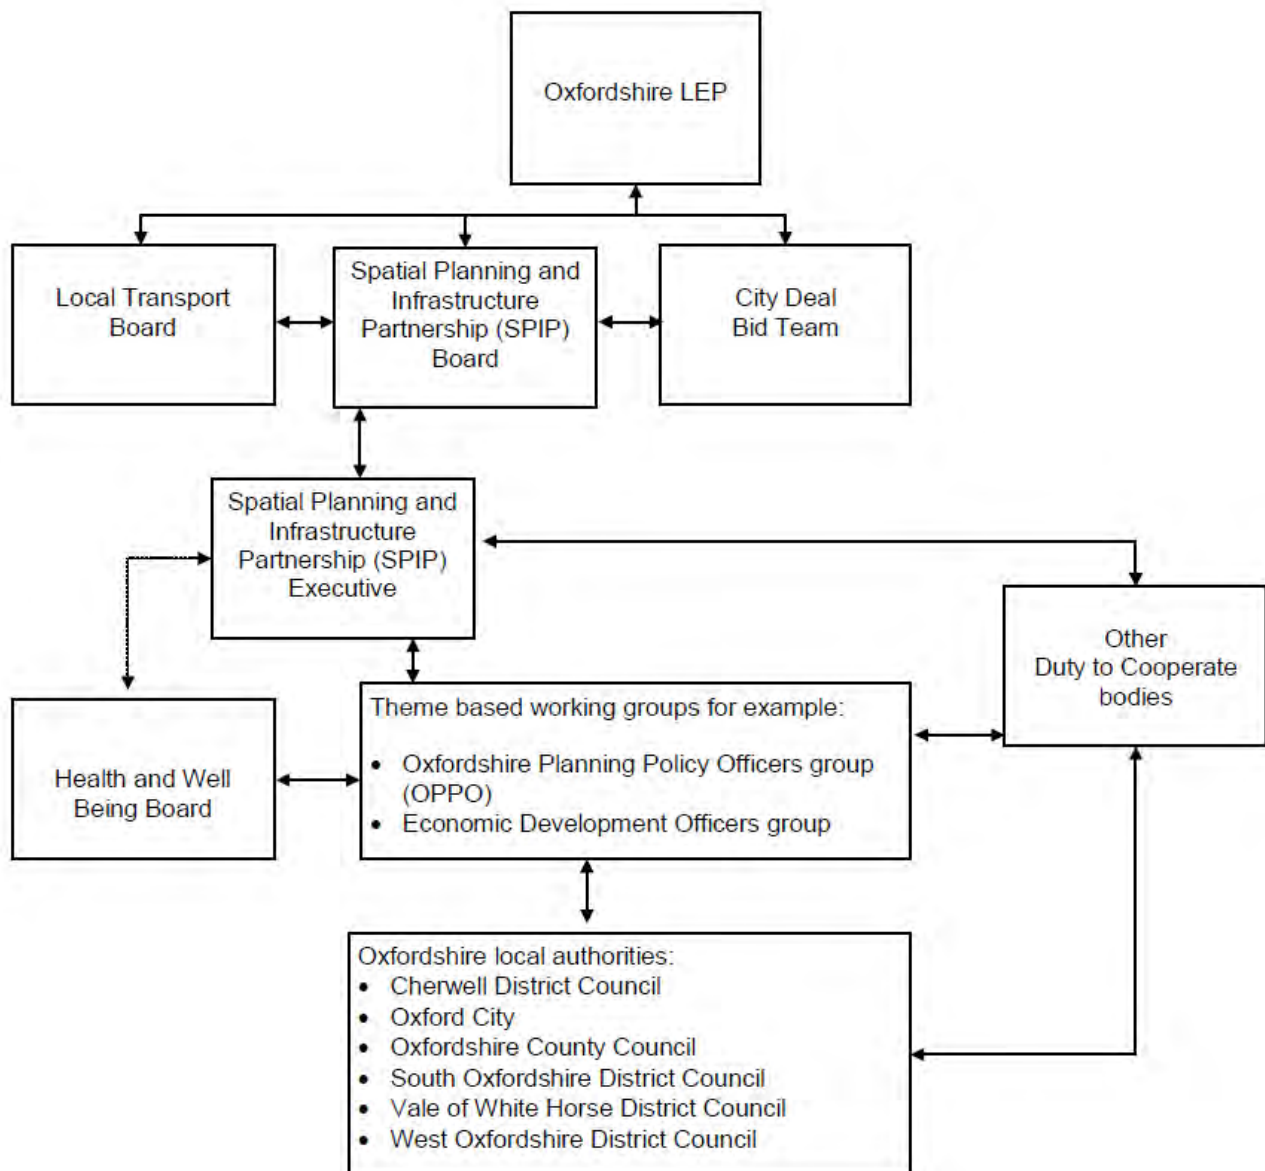 Oxfordshire LEP
Local Transport
Board
Spatial Planning and
Infrastructure
Partnership (SPIP)
Board
City Deal
Bid Team
Spatial Planning and
Infrastructure
Partnership (SPIP)
Executive
Other
Duty to Cooperate
bodies
Health and Well
Being Board
Theme based working groups for example:
• Oxfordshire Planning Policy Officers group
(OPPO)
• Economic Development Officers group
Oxfordshire local authorities:
• Cherwell District Council
• Oxford City
• Oxfordshire County Council
• South Oxfordshire District Council
• Vale of White Horse District Council
• West Oxfordshire District Council